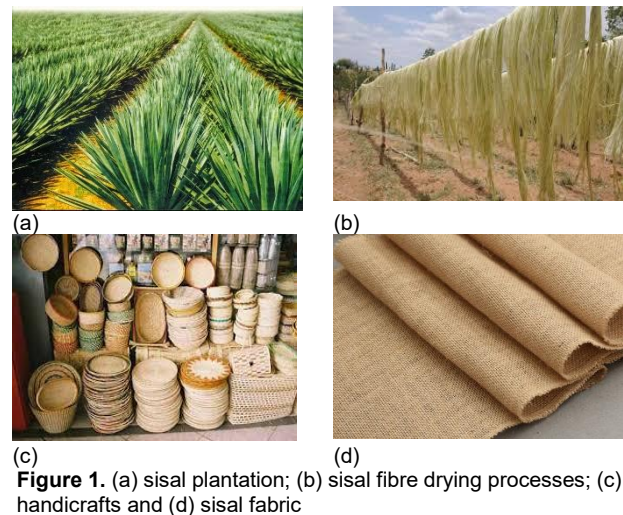 (a)
(b)
(c)
(d)
Figure 1. (a) sisal plantation; (b) sisal fibre drying processes; (c)
handicrafts and (d) sisal fabric